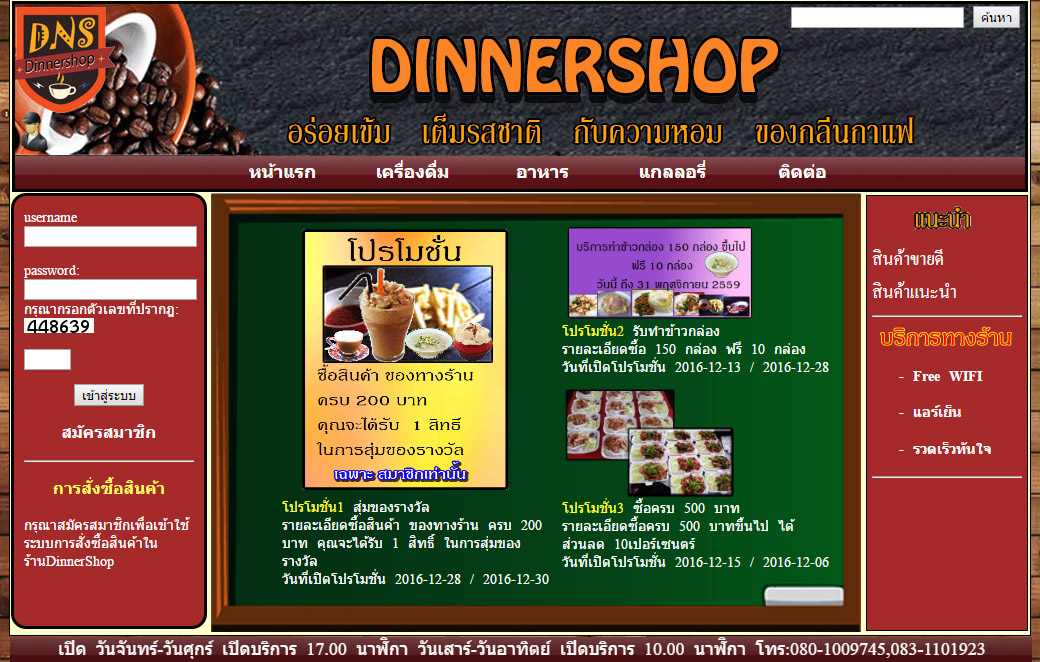 DNS
Dinnershop
ค้นหา
DINNERSHOP
อร่อยเข้ม เต็มรสชาติ กับความหอม ของกลิ่นกาแฟ
หน้าแรก เครื่องดื่ม อาหาร แกลลอรี่ ติดต่อ
username
password:
กรุณากรอกตัวเลขที่ปรากฎ:
448639
เข้าสู่ระบบ
สมัครสมาชิก
การสั่งซื้อสินค้า
กรุณาสมัครสมาชิกเพื่อเข้าใช้
ระบบการสั่งซื้อสินค้าใน
ร้านDinnerShop
โปรโมชั่น
ซื้อสินค้า ของทางร้าน
ครบ 200 บาท
คุณจะได้รับ 1 สิทธิ์
ในการสุ่มของรางวัล
เฉพาะ สมาชิกเท่านั้น
โปรโมชั่น1 สุ่มของรางวัล
รายละเอียดซื้อสินค้า ของทางร้าน ครบ 200
บาท คุณจะได้รับ 1 สิทธิ์ ในการสุ่มของ
รางวัล
วันที่เปิดโปรโมชั่น 2016-12-28 / 2016-12-30
บริการทำข้าวกล่อง 150 กล่อง ขึ้นไป
ฟรี 10 กล่อง
วันนี้ ถึง 31 พฤศจิกายน 2559
โปรโมชั่น2 รับทำข้าวกล่อง
รายละเอียดซื้อ 150 กล่อง ฟรี 10 กล่อง
วันที่เปิดโปรโมชั่น 2016-12-13 / 2016-12-28
โปรโมชั่น3 ซื้อครบ 500 บาท
รายละเอียดซื้อครบ 500 บาทขึ้นไป ได้
ส่วนลด 10เปอร์เซนตร์
วันที่เปิดโปรโมชั่น 2016-12-15 / 2016-12-06
แนะนำ
สินค้าขายดี
สินค้าแนะนำ
บริการทางร้าน
- Free WIFI
- แอร์เย็น
- รวดเร็วทันใจ
เปิด วันจันทร์-วันศุกร์ เปิดบริการ 17.00 นาฬิกา วันเสาร์-วันอาทิตย์ เปิดบริการ 10.00 นาฬิกา โทร:080-1009745,083-1101923